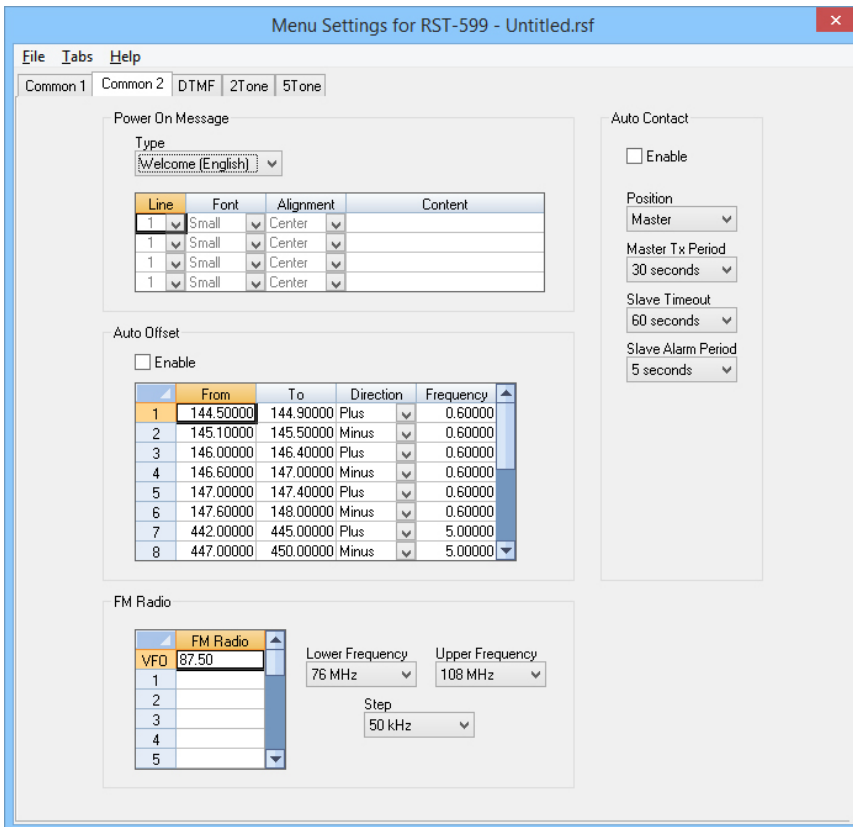 Menu Settings for RST-599 - Untitled.rsf
File Tabs Help
Common 1 Common 2 DTMF 2Tone 5Tone
Power On Message
Type
Welcome (English)
Line Font Alignment Content
1 Small Center
1 Small Center
1 Small Center
1 Small Center
Auto Offset
Enable
From To Direction Frequency
1 144.50000 144.90000 Plus 0.60000
2 145.10000 145.50000 Minus 0.60000
3 146.00000 146.40000 Plus 0.60000
4 146.60000 147.00000 Minus 0.60000
5 147.00000 147.40000 Plus 0.60000
6 147.60000 148.00000 Minus 0.60000
7 442.00000 445.00000 Plus 5.00000
8 447.00000 450.00000 Minus 5.00000
FM Radio
FM Radio
VFO 87.50
1
2
3
4
5
Lower Frequency
76 MHz
Upper Frequency
108 MHz
Step
50 kHz
Auto Contact
Enable
Position
Master
Master Tx Period
30 seconds
Slave Timeout
60 seconds
Slave Alarm Period
5 seconds